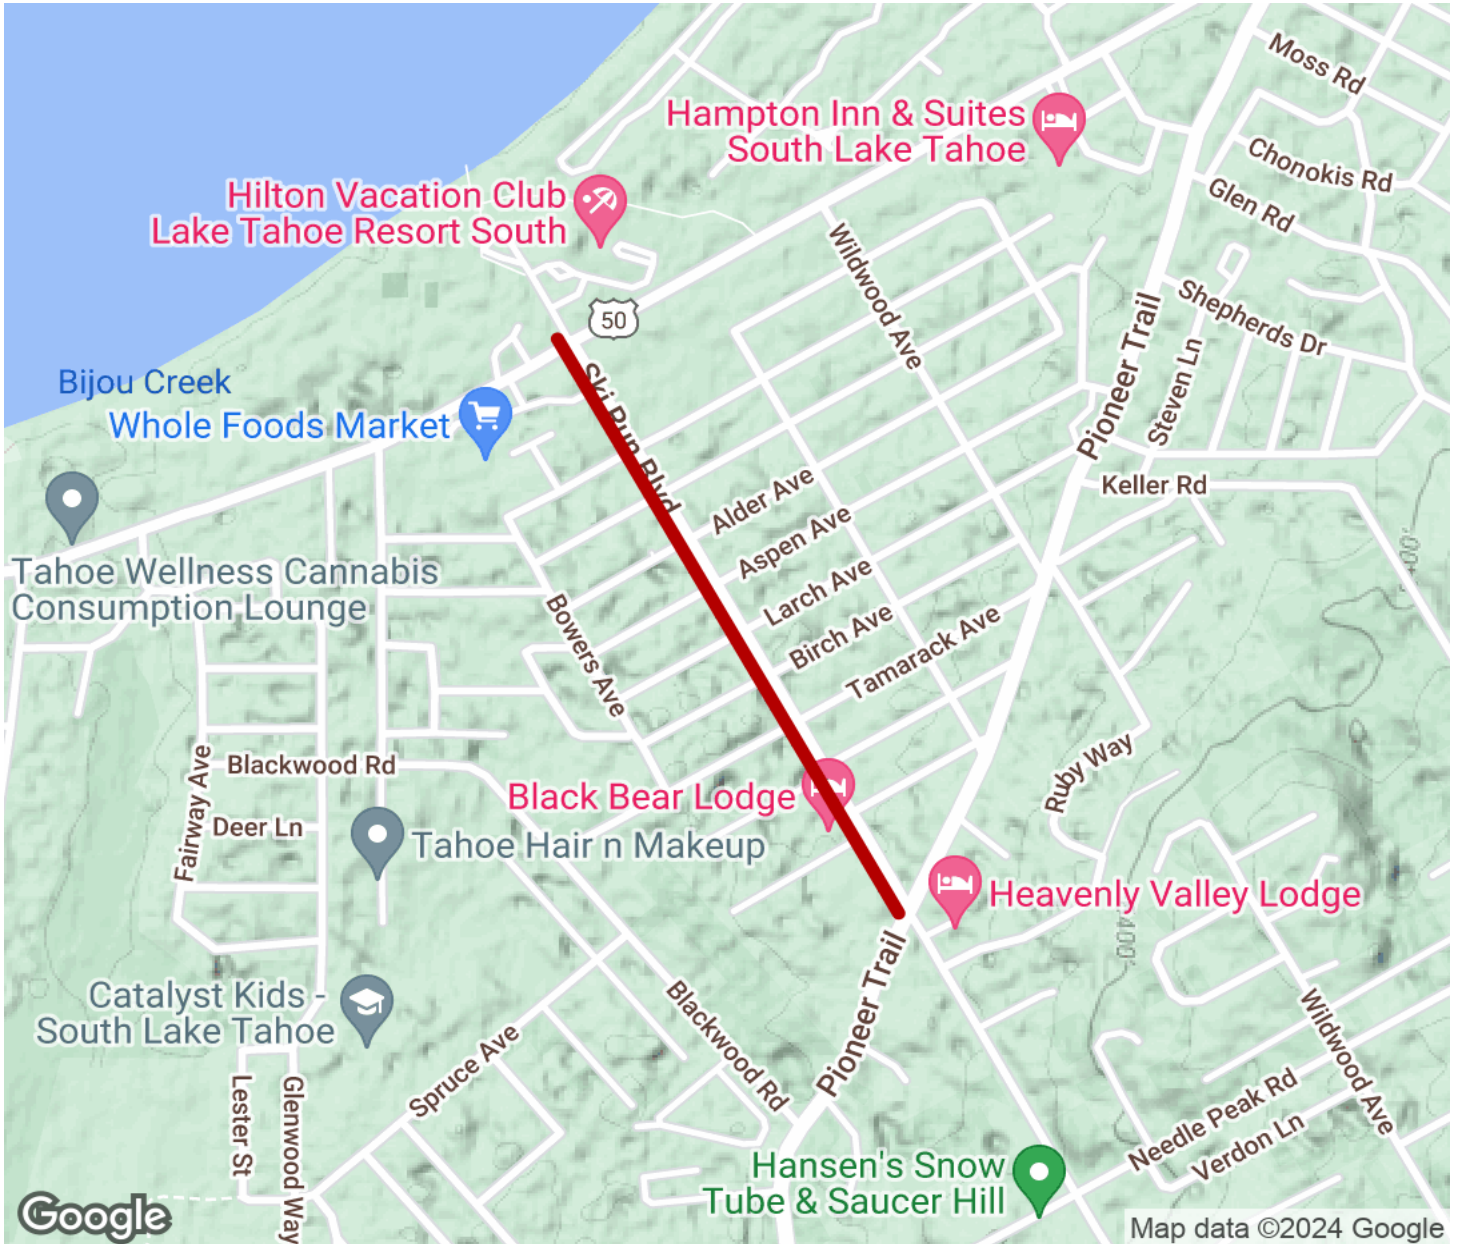 Moss Rd
Hampton Inn & Suites
South Lake Tahoe
Chonokis Rd
Glen Rd
Hilton Vacation Club
Lake Tahoe Resort South
Wildwood Ave
50
Shepherds Dr
Pioneer Trail
Steven Ln
Bijou Creek
Whole Foods Market
Ski Run Blvd
Keller Rd
Alder Ave
Aspen Ave
Larch Ave
Birch Ave
Tamarack Ave
Tahoe Wellness Cannabis
Consumption Lounge
Bowers Ave
Blackwood Rd
Fairway Ave
Deer Ln
Black Bear Lodge
Tahoe Hair n Makeup
Ruby Way
Heavenly Valley Lodge
Pioneer Trail
Catalyst Kids -
South Lake Tahoe
Spruce Ave
Blackwood Rd
Wildwood Ave
Lester St
Glenwood Way
Needle Peak Rd
Verdon Ln
Hansen's Snow
Tube & Saucer Hill
Google
Map data ©2024 Google